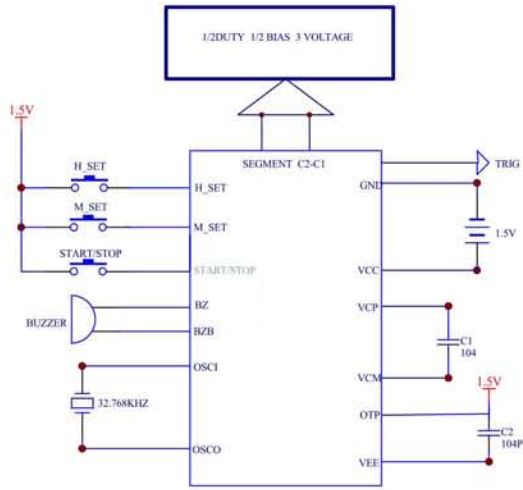 1/2DUTY 1/2 BIAS 3 VOLTAGE
1.5V
SEGMENT C2-C1
H_SET
H_SET
M_SET
M_SET
START/STOP
START/STOP
BUZZER
BZ
BZB
OSCI
32.768KHZ
OSCO
TRIG
GND
1.5V
VCC
VCP
C1
104
VCM
1.5V
OTP
C2
104P
VEE